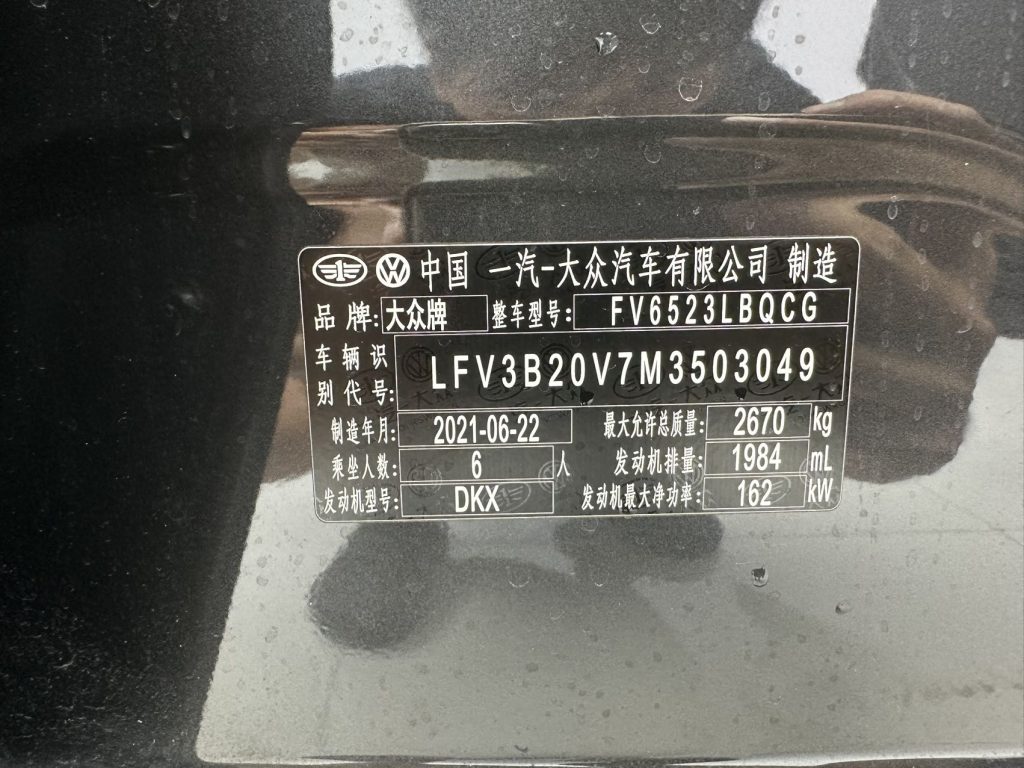 中国 一汽-大众汽车有限公司 制造
品 牌: 大众牌 整车型号: FV6523LBQCG
车 辆 识
别 代 号: LFV3B20V7M3503049
制造年月: 2021-06-22 最大允许总质量: 2670 kg
乘坐人数: 6 人 发动机排量: 1984 mL
发动机型号: DKX 发动机最大净功率: 162 kW